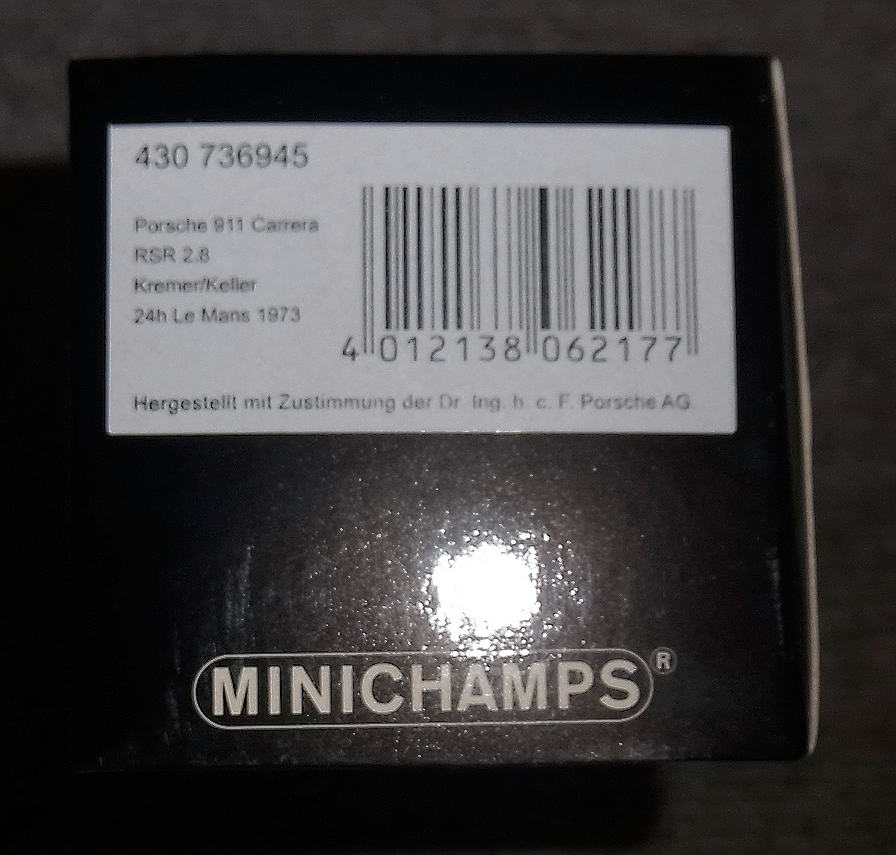 430 736945
Porsche 911 Carrera
RSR 2.8
Kremer/Keller
24h Le Mans 1973
4 012138 062177
Hergestellt mit Zustimmung der Dr. Ing. h. c. F. Porsche AG.
MINICHAMPS®